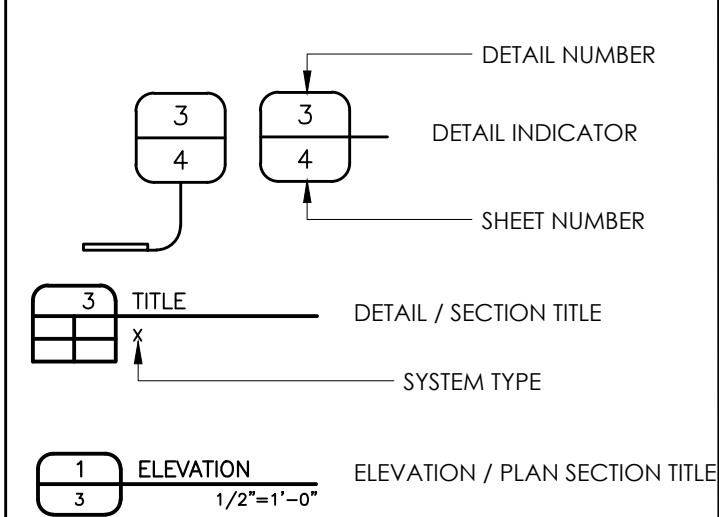 DETAIL NUMBER
3 3
DETAIL INDICATOR
4 4
SHEET NUMBER
3 TITLE
DETAIL / SECTION TITLE
x
SYSTEM TYPE
1 ELEVATION
ELEVATION / PLAN SECTION TITLE
3 1/2"=1'-0"